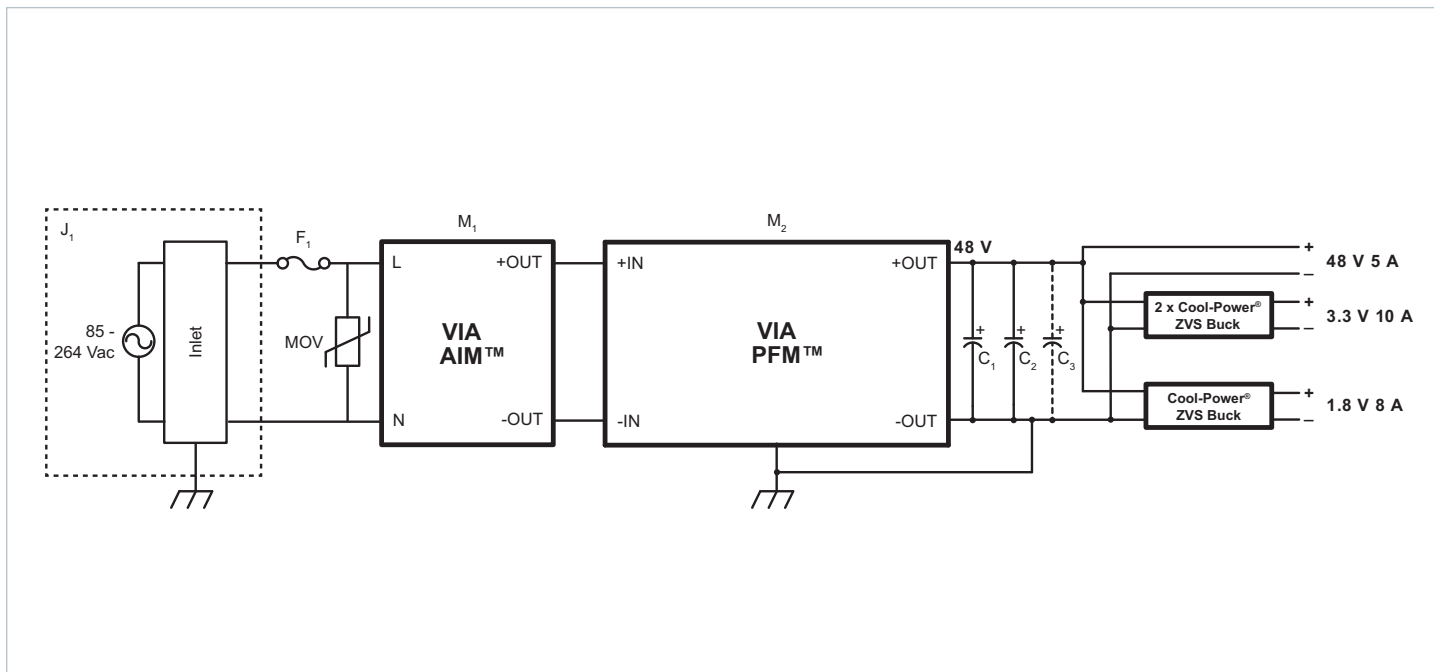 J1
85 -
264 Vac
Inlet
F1
MOV
M1
L
+OUT
VIA
AIM™
N
-OUT
M2
+IN
+OUT
VIA
PFM™
-IN
-OUT
48 V
+
C1
+
C2
+
C3
+
48 V 5 A
–
2 x Cool-Power®
ZVS Buck
+
3.3 V 10 A
–
Cool-Power®
ZVS Buck
+
1.8 V 8 A
–